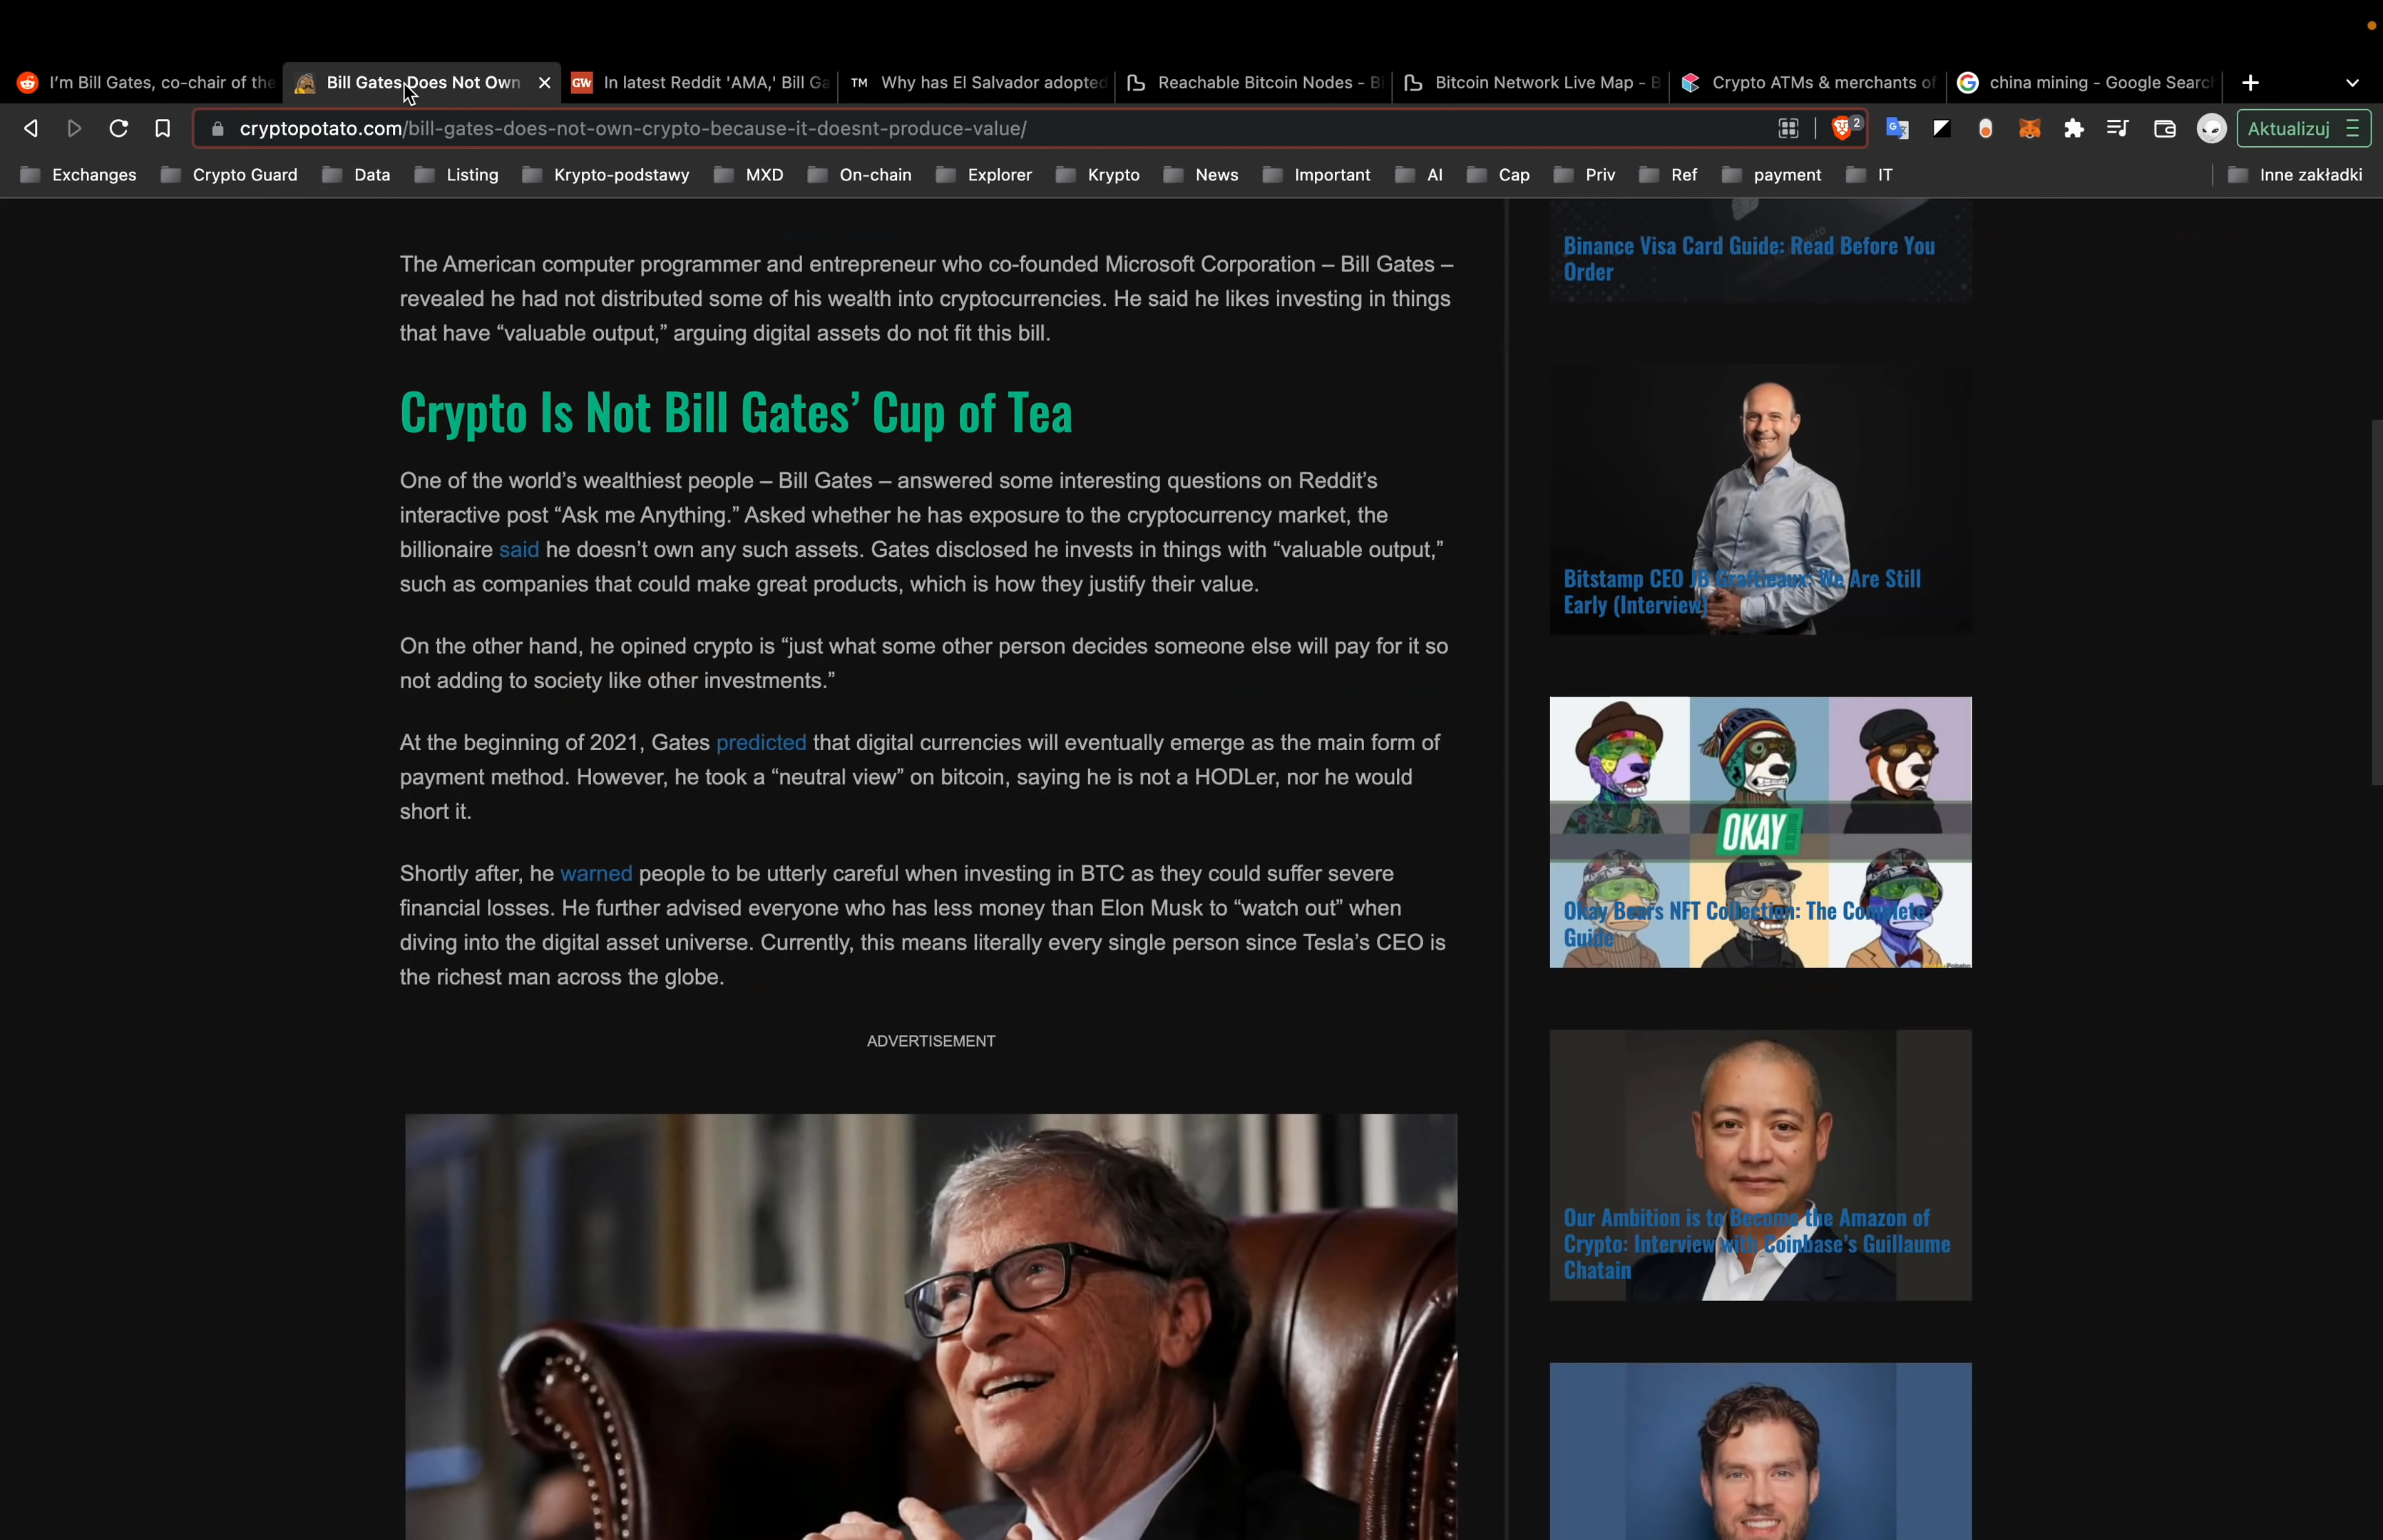 I'm Bill Gates, co-chair of the
Bill Gates Does Not Own
GW In latest Reddit 'AMA,' Bill Ga
TM Why has El Salvador adopted
Reachable Bitcoin Nodes - Bi
Bitcoin Network Live Map - B
Crypto ATMs & merchants of
china mining - Google Search
cryptopotato.com/bill-gates-does-not-own-crypto-because-it-doesnt-produce-value/
2
Aktualizuj
Exchanges Crypto Guard Data Listing Krypto-podstawy MXD On-chain Explorer Krypto News Important AI Cap Priv Ref payment IT Inne zakładki
The American computer programmer and entrepreneur who co-founded Microsoft Corporation – Bill Gates –
revealed he had not distributed some of his wealth into cryptocurrencies. He said he likes investing in things
that have “valuable output,” arguing digital assets do not fit this bill.
Crypto Is Not Bill Gates’ Cup of Tea
One of the world’s wealthiest people – Bill Gates – answered some interesting questions on Reddit’s
interactive post “Ask me Anything.” Asked whether he has exposure to the cryptocurrency market, the
billionaire said he doesn’t own any such assets. Gates disclosed he invests in things with “valuable output,”
such as companies that could make great products, which is how they justify their value.
On the other hand, he opined crypto is “just what some other person decides someone else will pay for it so
not adding to society like other investments.”
At the beginning of 2021, Gates predicted that digital currencies will eventually emerge as the main form of
payment method. However, he took a “neutral view” on bitcoin, saying he is not a HODLer, nor he would
short it.
Shortly after, he warned people to be utterly careful when investing in BTC as they could suffer severe
financial losses. He further advised everyone who has less money than Elon Musk to “watch out” when
diving into the digital asset universe. Currently, this means literally every single person since Tesla’s CEO is
the richest man across the globe.
ADVERTISEMENT
Binance Visa Card Guide: Read Before You
Order
Bitstamp CEO JB Graftieaux: We Are Still
Early (Interview)
OKAY
Okay Bears NFT Collection: The Complete
Guide
Our Ambition is to Become the Amazon of
Crypto: Interview with Coinbase’s Guillaume
Chatain